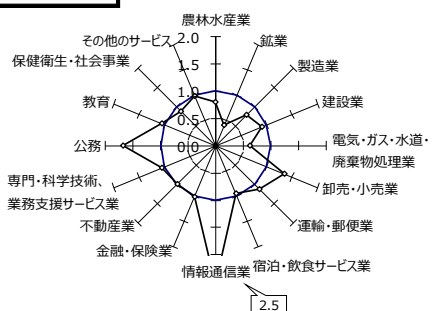 農林水産業
鉱業
製造業
建設業
電気・ガス・水道・
廃棄物処理業
卸売・小売業
運輸・郵便業
宿泊・飲食サービス業
情報通信業
2.5
金融・保険業
不動産業
専門・科学技術、
業務支援サービス業
公務
教育
保健衛生・社会事業
その他のサービス
2.0
1.5
1.0
0.5
0.0